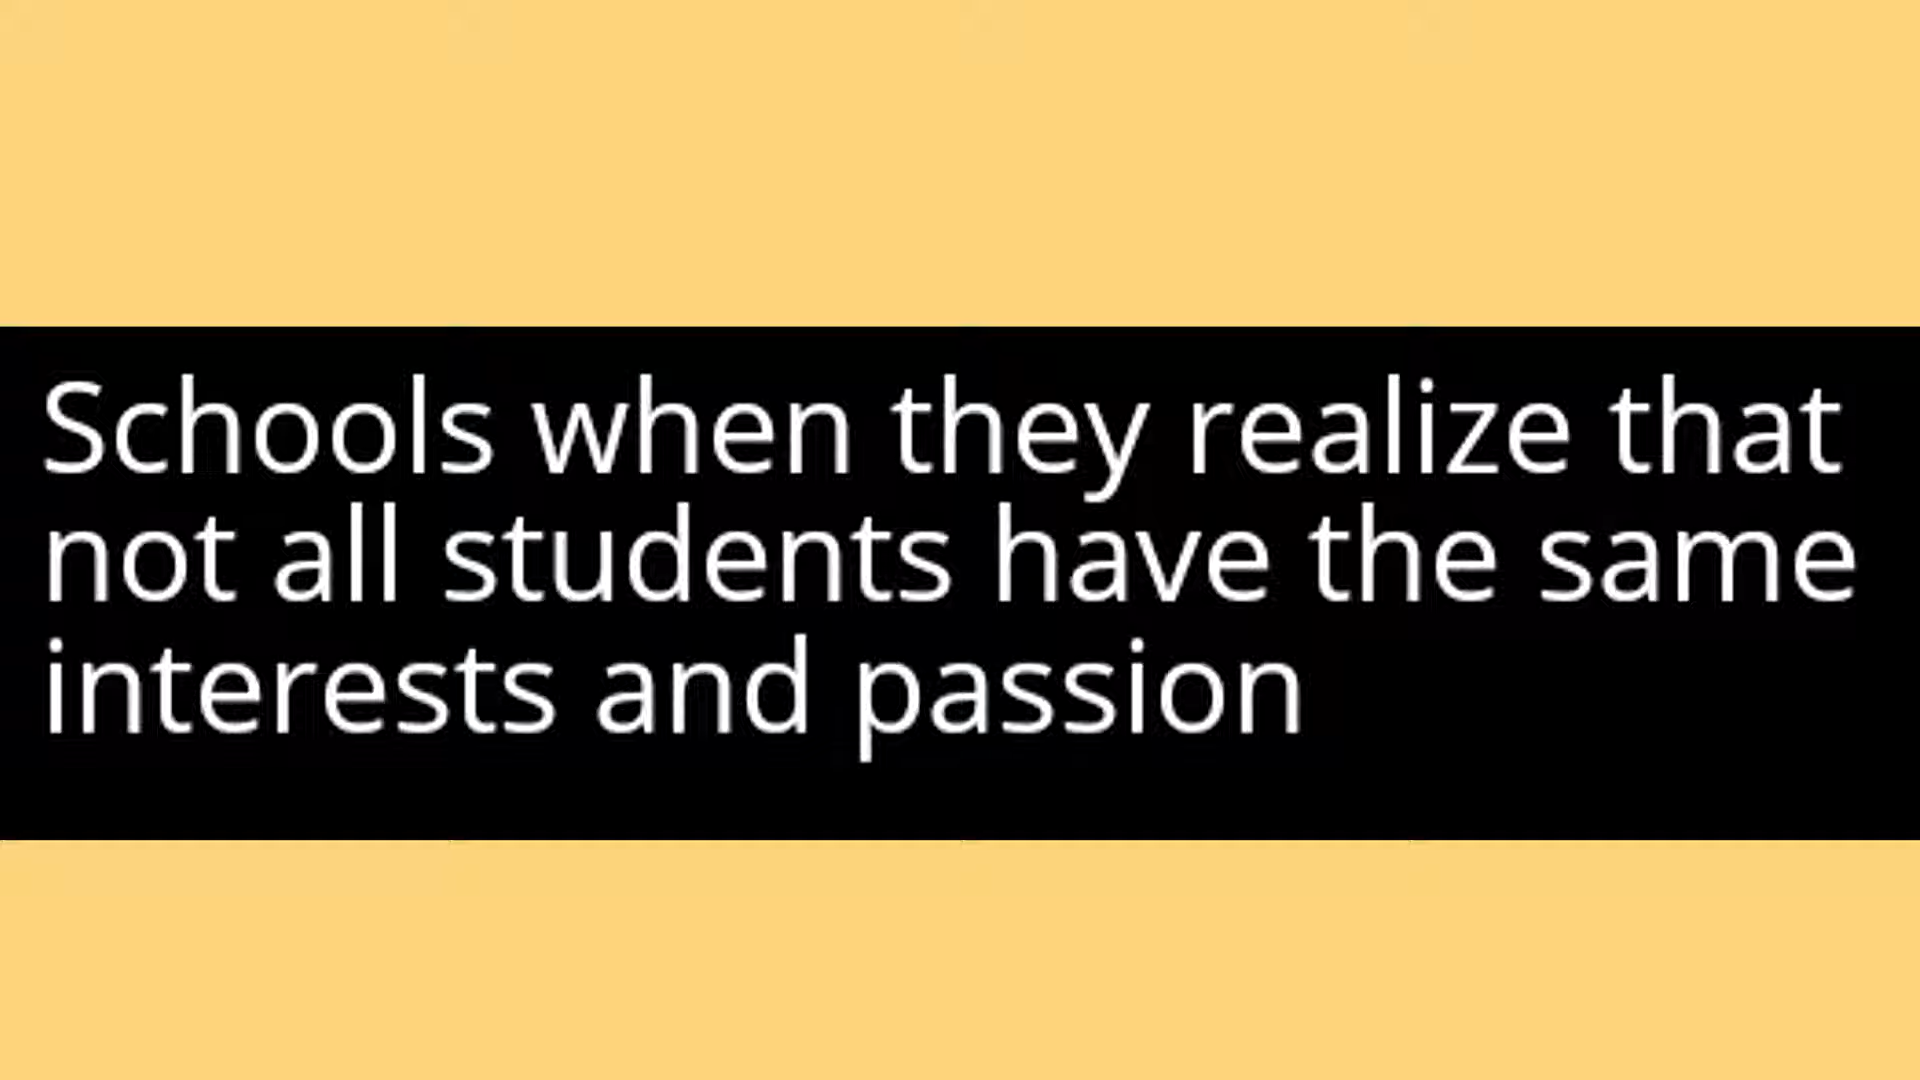 Schools when they realize that
not all students have the same
interests and passion